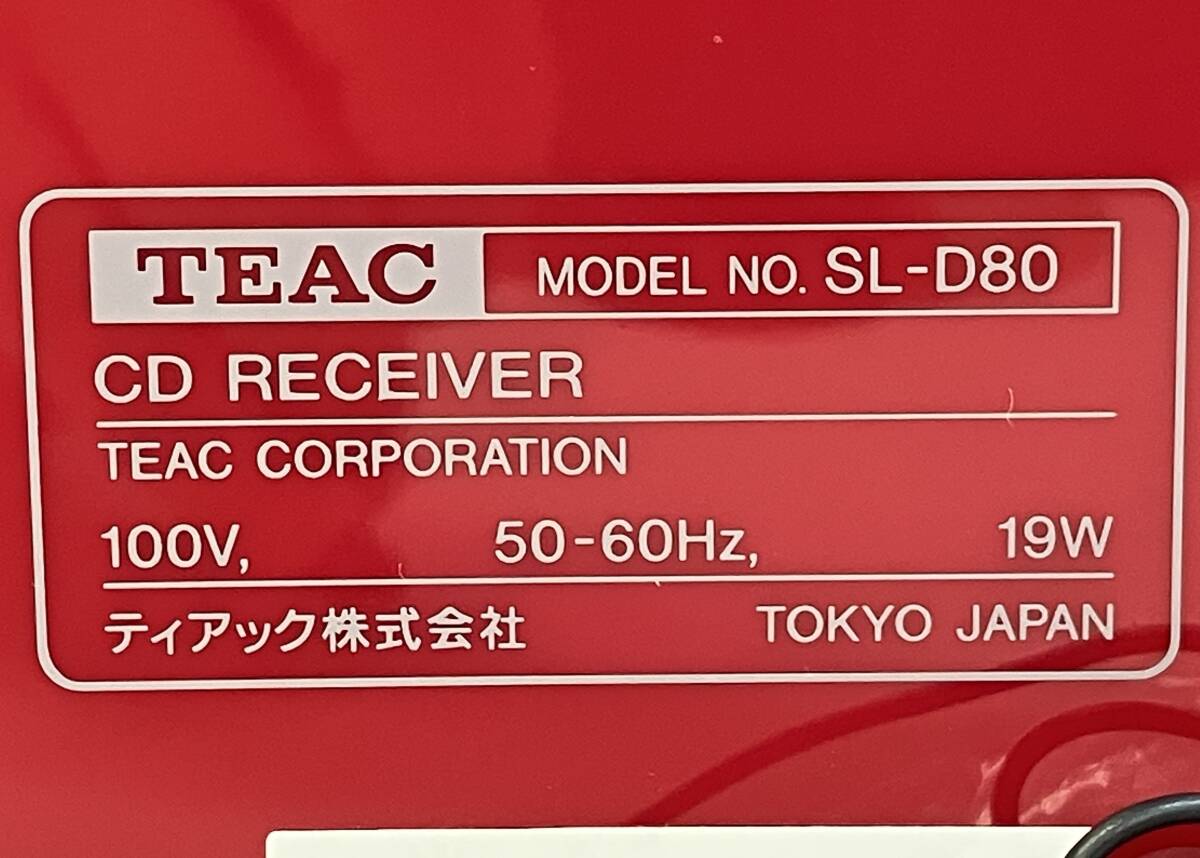 TEAC MODEL NO. SL-D80
CD RECEIVER
TEAC CORPORATION
100V, 50-60Hz, 19W
ティアック株式会社 TOKYO JAPAN